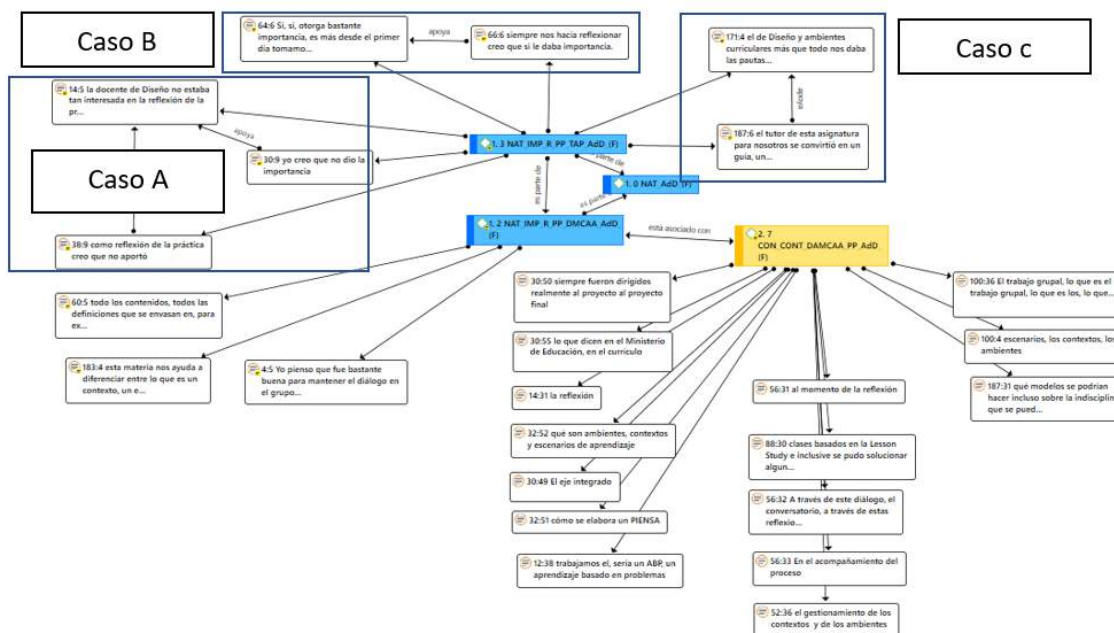 Caso B
64:6 Si, si, otorga bastante
importancia, es más desde el primer
día tomamo...
apoya
66:6 siempre nos hacia reflexionar
creo que si le daba importancia.
171:4 el de Diseño y ambientes
curriculares más que todo nos daba
las pautas...
Caso c
14:5 la docente de Diseño no estaba
tan interesada en la reflexión de la
pr...
apoya
30:9 yo creo que no dio la
importancia
Caso A
38:9 como reflexión de la práctica
creo que no aportó
1. 3 NAT_IMP_R_PP_TAP_AdD (F)
apoya
187:6 el tutor de esta asignatura
para nosotros se convirtió en un
guía, un...
es parte de
parte de
1. 0 NAT_AdD_(F)
es parte
1. 2 NAT_IMP_R_PP_DMCAA_AdD
(F)
está asociado con
2. 7
CON_CONT_DAMCAA_PP_AdD
(F)
60:5 todo los contenidos, todos las
definiciones que se envasan en, para
ex...
183:4 esta materia nos ayuda a
diferenciar entre lo que es un
contexto, un e...
4:5 Yo pienso que fue bastante
buena para mantener el diálogo en
el grupo...
30:50 siempre fueron dirigidos
realmente al proyecto al proyecto
final
30:55 lo que dicen en el Ministerio
de Educación, en el currículo
14:31 la reflexión
32:52 qué son ambientes, contextos
y escenarios de aprendizaje
30:49 El eje integrado
32:51 cómo se elabora un PIENSA
12:38 trabajamos el, sería un ABP, un
aprendizaje basado en problemas
56:31 al momento de la reflexión
88:30 clases basados en la Lesson
Study e inclusive se pudo solucionar
algun...
56:32 A través de este diálogo, el
conversatorio, a través de estas
reflexio...
56:33 En el acompañamiento del
proceso
52:36 el gestionamiento de los
contextos y de los ambientes
100:36 El trabajo grupal, lo que es el
trabajo grupal, lo que es los, lo que...
100:4 escenarios, los contextos, los
ambientes
187:31 qué modelos se podrían
hacer incluso sobre la indisciplin
que se pued...